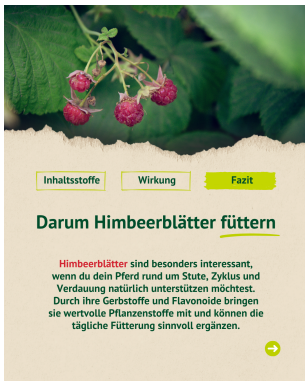 Inhaltsstoffe Wirkung Fazit
Darum Himbeerblätter füttern
Himbeerblätter sind besonders interessant,
wenn du dein Pferd rund um Stute, Zyklus und
Verdauung natürlich unterstützen möchtest.
Durch ihre Gerbstoffe und Flavonoide bringen
sie wertvolle Pflanzenstoffe mit und können die
tägliche Fütterung sinnvoll ergänzen.